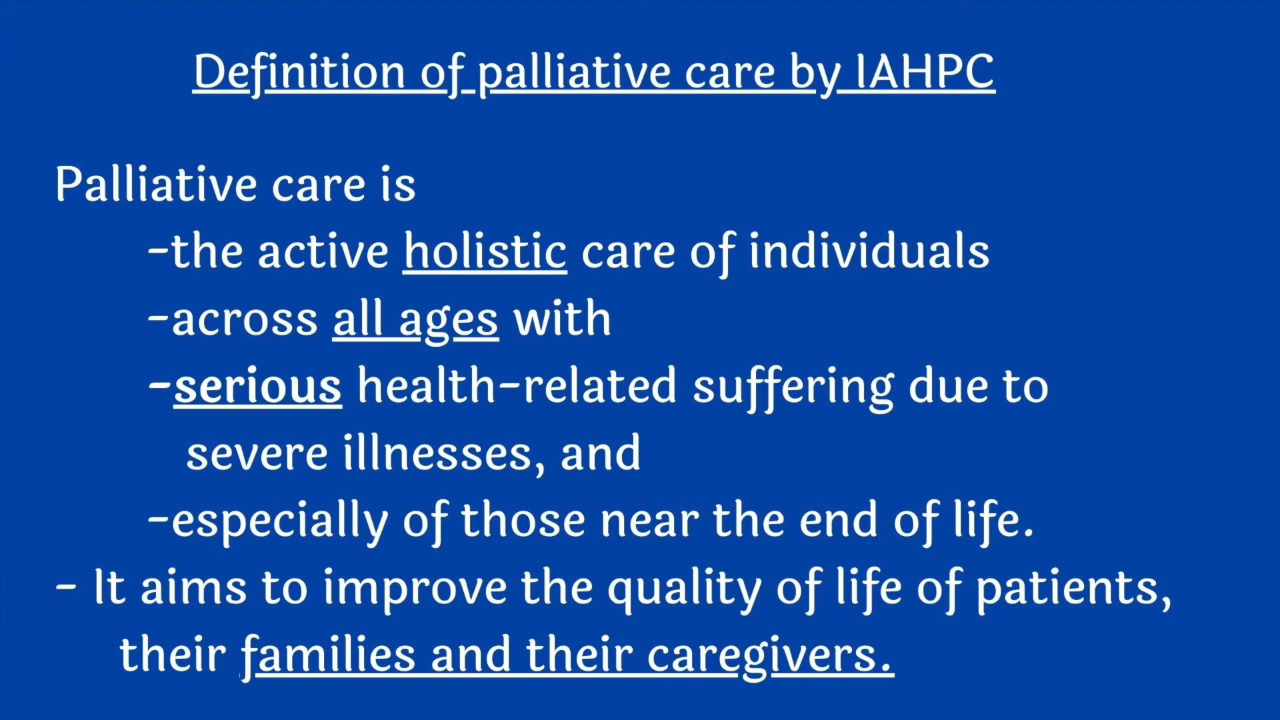 Definition of palliative care by IAHPC
Palliative care is
-the active holistic care of individuals
-across all ages with
-serious health-related suffering due to
severe illnesses, and
-especially of those near the end of life.
- It aims to improve the quality of life of patients,
their families and their caregivers.